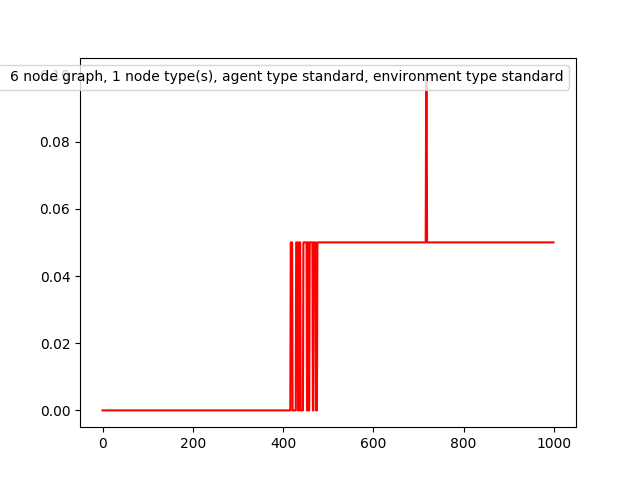 6 node graph, 1 node type(s), agent type standard, environment type standard
0.08
0.06
0.04
0.02
0.00
0 200 400 600 800 1000